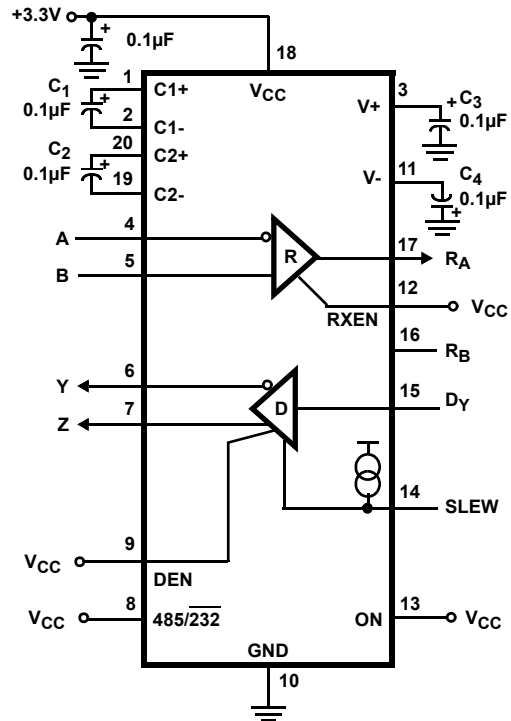 +3.3V
+
0.1µF
18
VCC
C1
0.1µF
+
1
C1+
2
C1-
C2
0.1µF
+
20
C2+
19
C2-
3
V+
+
C3
0.1µF
11
V-
C4
0.1µF
+
A
4
B
5
R
17
RA
12
RXEN
VCC
16
RB
Y
6
Z
7
D
15
DY
14
SLEW
VCC
9
DEN
VCC
8
485/232
ON
13
VCC
GND
10